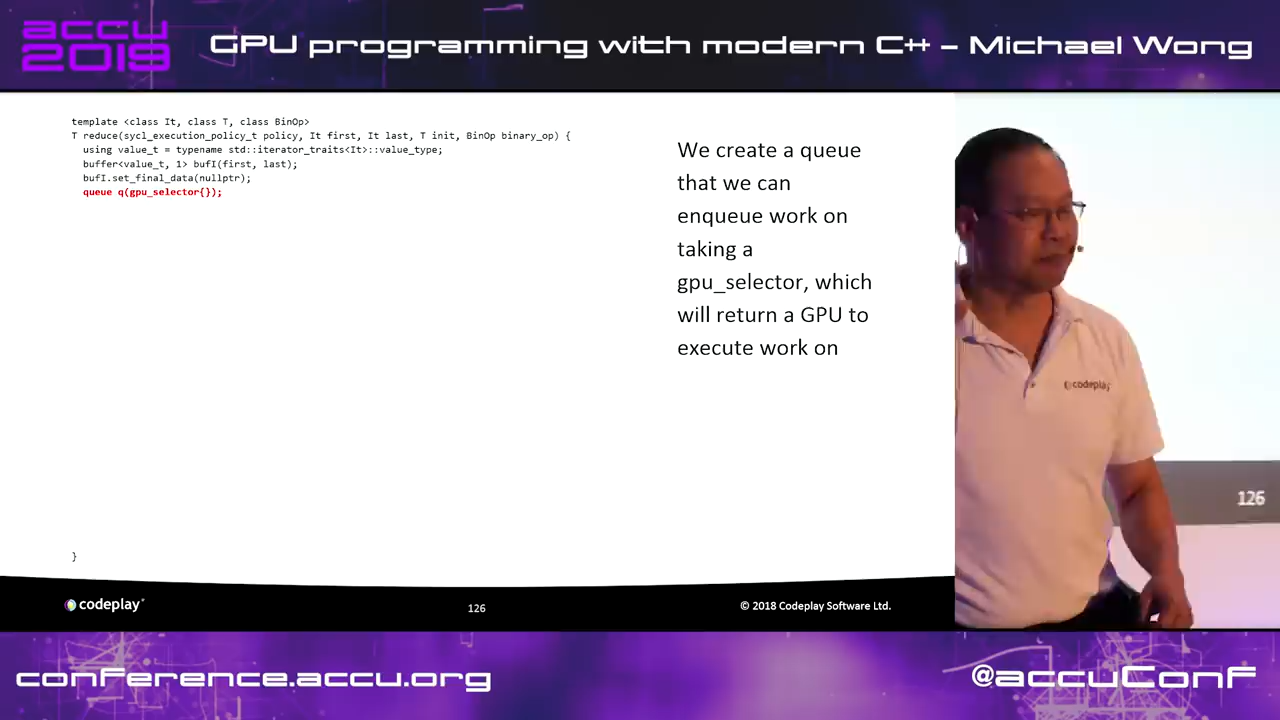 accu
2019
GPU programming with modern C++ – Michael Wong
template <class It, class T, class BinOp>
T reduce(sycl_execution_policy_t policy, It first, It last, T init, BinOp binary_op) {
  using value_t = typename std::iterator_traits<It>::value_type;
  buffer<value_t, 1> bufI(first, last);
  bufI.set_final_data(nullptr);
  queue q(gpu_selector{});
}
We create a queue
that we can
enqueue work on
taking a
gpu_selector, which
will return a GPU to
execute work on
codeplay
126
codeplay
126
© 2018 Codeplay Software Ltd.
conference.accu.org
@accuConf